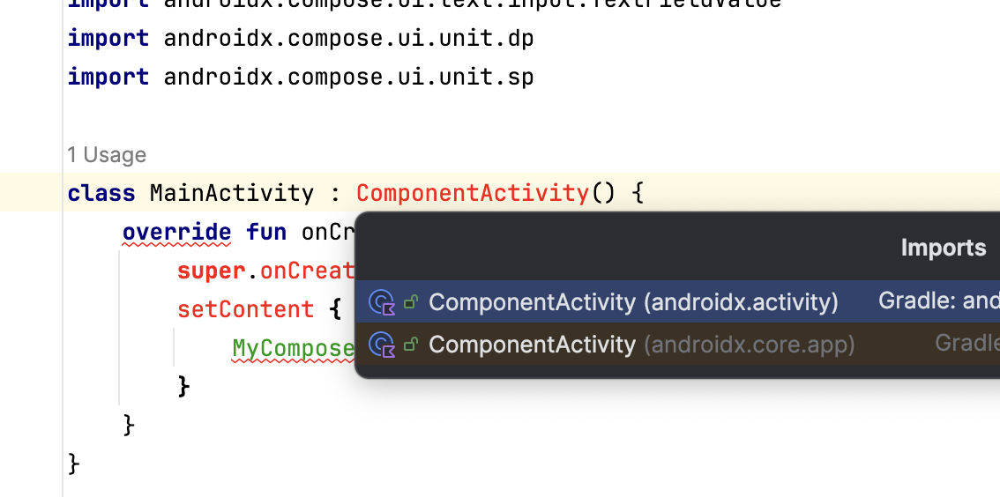 import androidx.compose.ui.text.input.TextFieldValue
import androidx.compose.ui.unit.dp
import androidx.compose.ui.unit.sp
1 Usage
class MainActivity : ComponentActivity() {
override fun onCr
super.onCreat
setContent {
MyCompose
}
}
}
Imports
ComponentActivity (androidx.activity) Gradle: and
ComponentActivity (androidx.core.app) Gradle